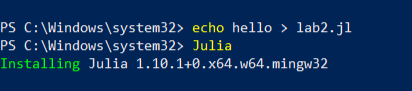 PS C:\Windows\system32> echo hello > lab2.jl
PS C:\Windows\system32> Julia
Installing Julia 1.10.1+0.x64.w64.mingw32